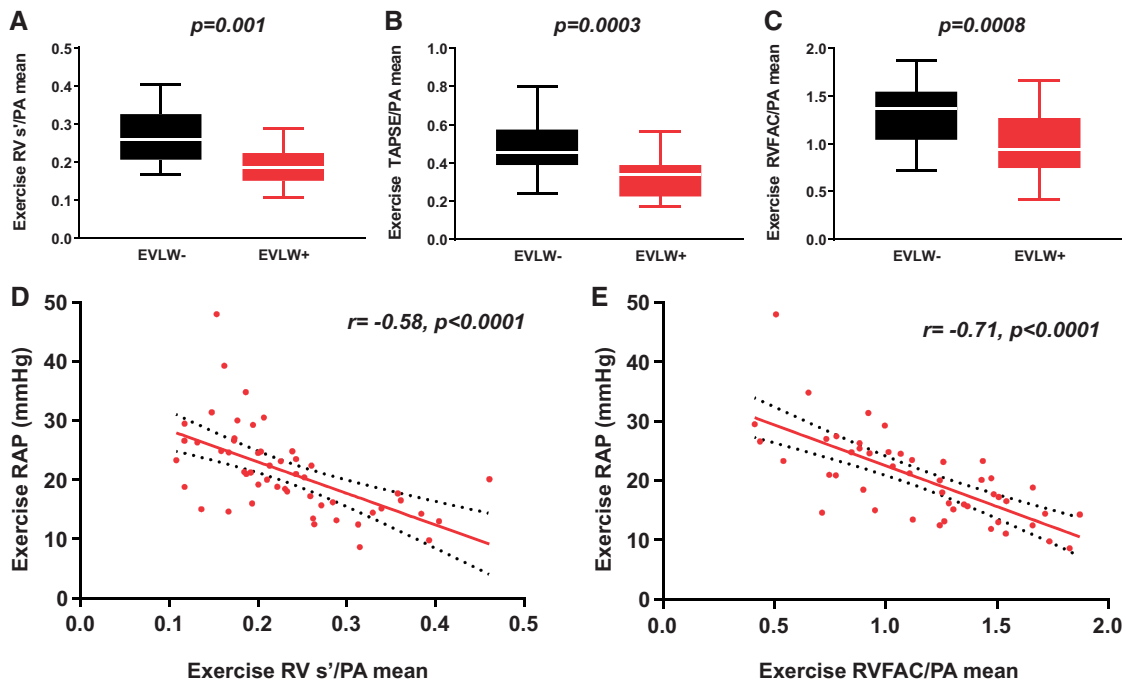 A
p=0.001
Exercise RV s'/PA mean
0.5
0.4
0.3
0.2
0.1
0.0
EVLW-
EVLW+
B
p=0.0003
Exercise TAPSE/PA mean
1.0
0.8
0.6
0.4
0.2
0.0
EVLW-
EVLW+
C
p=0.0008
Exercise RVFAC/PA mean
2.0
1.5
1.0
0.5
0.0
EVLW-
EVLW+
D
r= -0.58, p<0.0001
Exercise RAP (mmHg)
50
40
30
20
10
0
0.0 0.1 0.2 0.3 0.4 0.5
Exercise RV s'/PA mean
E
r= -0.71, p<0.0001
Exercise RAP (mmHg)
50
40
30
20
10
0
0.0 0.5 1.0 1.5 2.0
Exercise RVFAC/PA mean